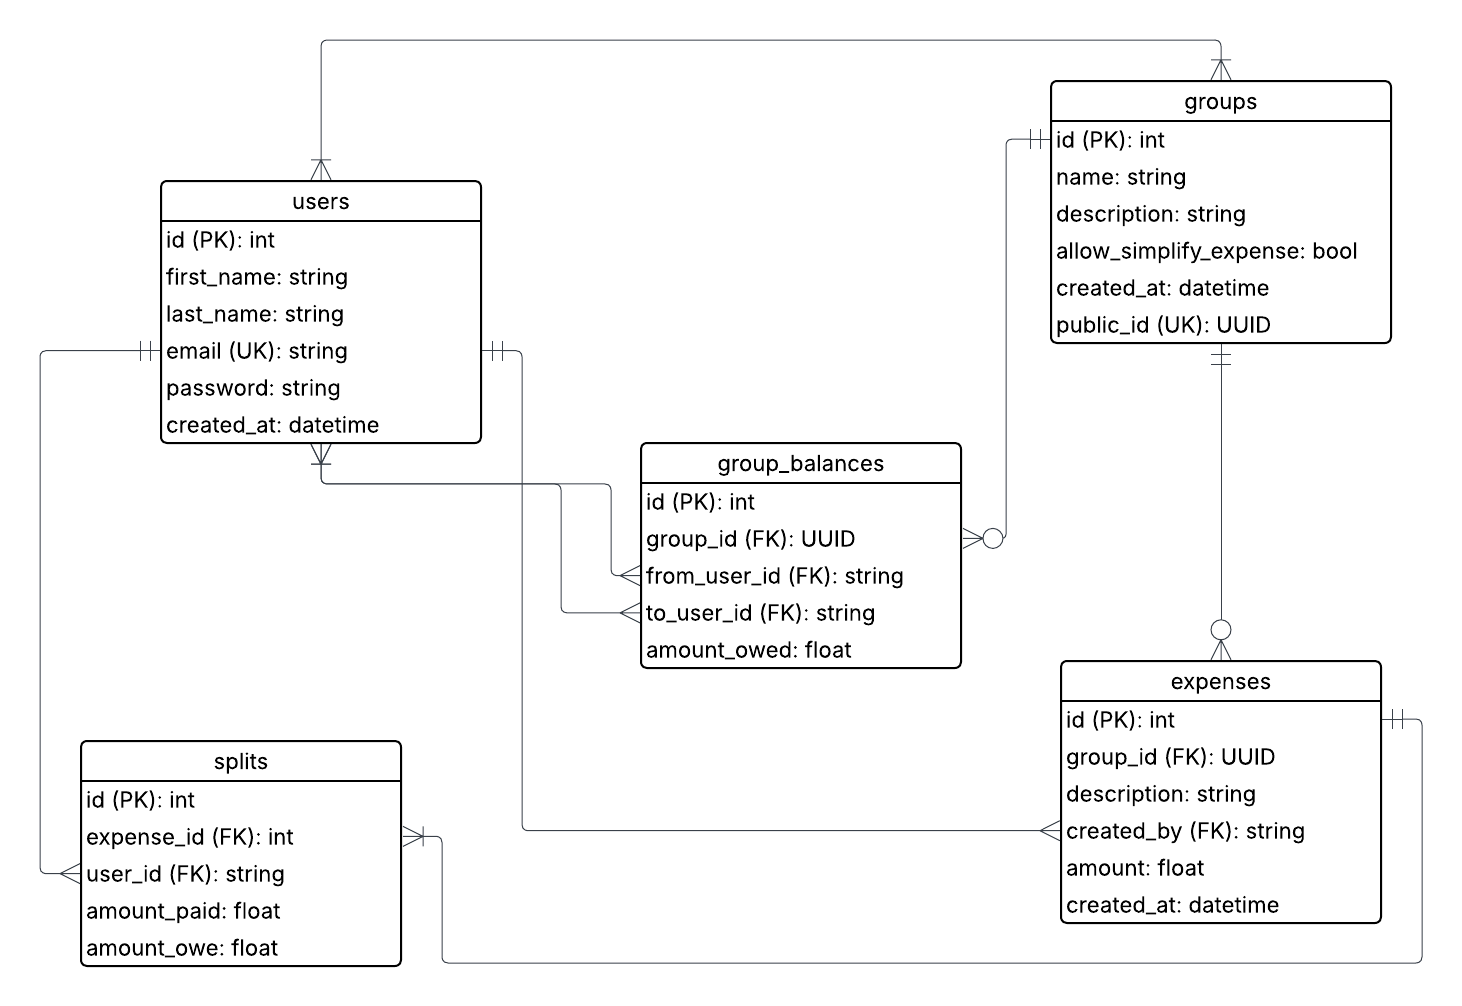 groups
id (PK): int
name: string
description: string
allow_simplify_expense: bool
created_at: datetime
public_id (UK): UUID
users
id (PK): int
first_name: string
last_name: string
email (UK): string
password: string
created_at: datetime
group_balances
id (PK): int
group_id (FK): UUID
from_user_id (FK): string
to_user_id (FK): string
amount_owed: float
expenses
id (PK): int
group_id (FK): UUID
description: string
created_by (FK): string
amount: float
created_at: datetime
splits
id (PK): int
expense_id (FK): int
user_id (FK): string
amount_paid: float
amount_owe: float